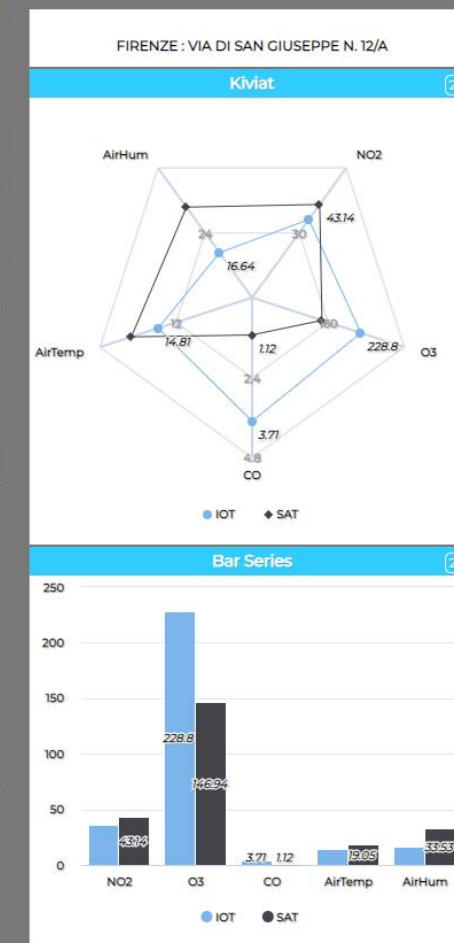 FIRENZE : VIA DI SAN GIUSEPPE N. 12/A
Kiviat
AirHum
NO2
24
30
43.14
16.64
12
160
AirTemp
14.81
1.12
228.8
O3
2.4
3.71
4.8
CO
IOT SAT
Bar Series
250
200
150
228.8
100
146.94
50
43.14
3.71 1.12
19.05
33.53
0
NO2 O3 CO AirTemp AirHum
IOT SAT